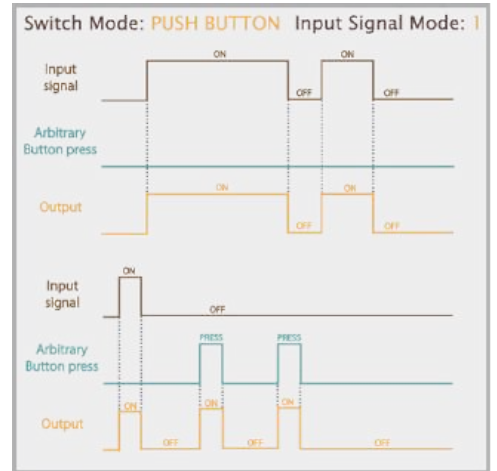 Switch Mode: PUSH BUTTON Input Signal Mode: 1
ON ON
Input
signal
OFF OFF
Arbitrary
Button press
ON ON
Output
OFF OFF
ON
Input
signal
OFF
PRESS PRESS
Arbitrary
Button press
ON ON ON
Output
OFF OFF OFF